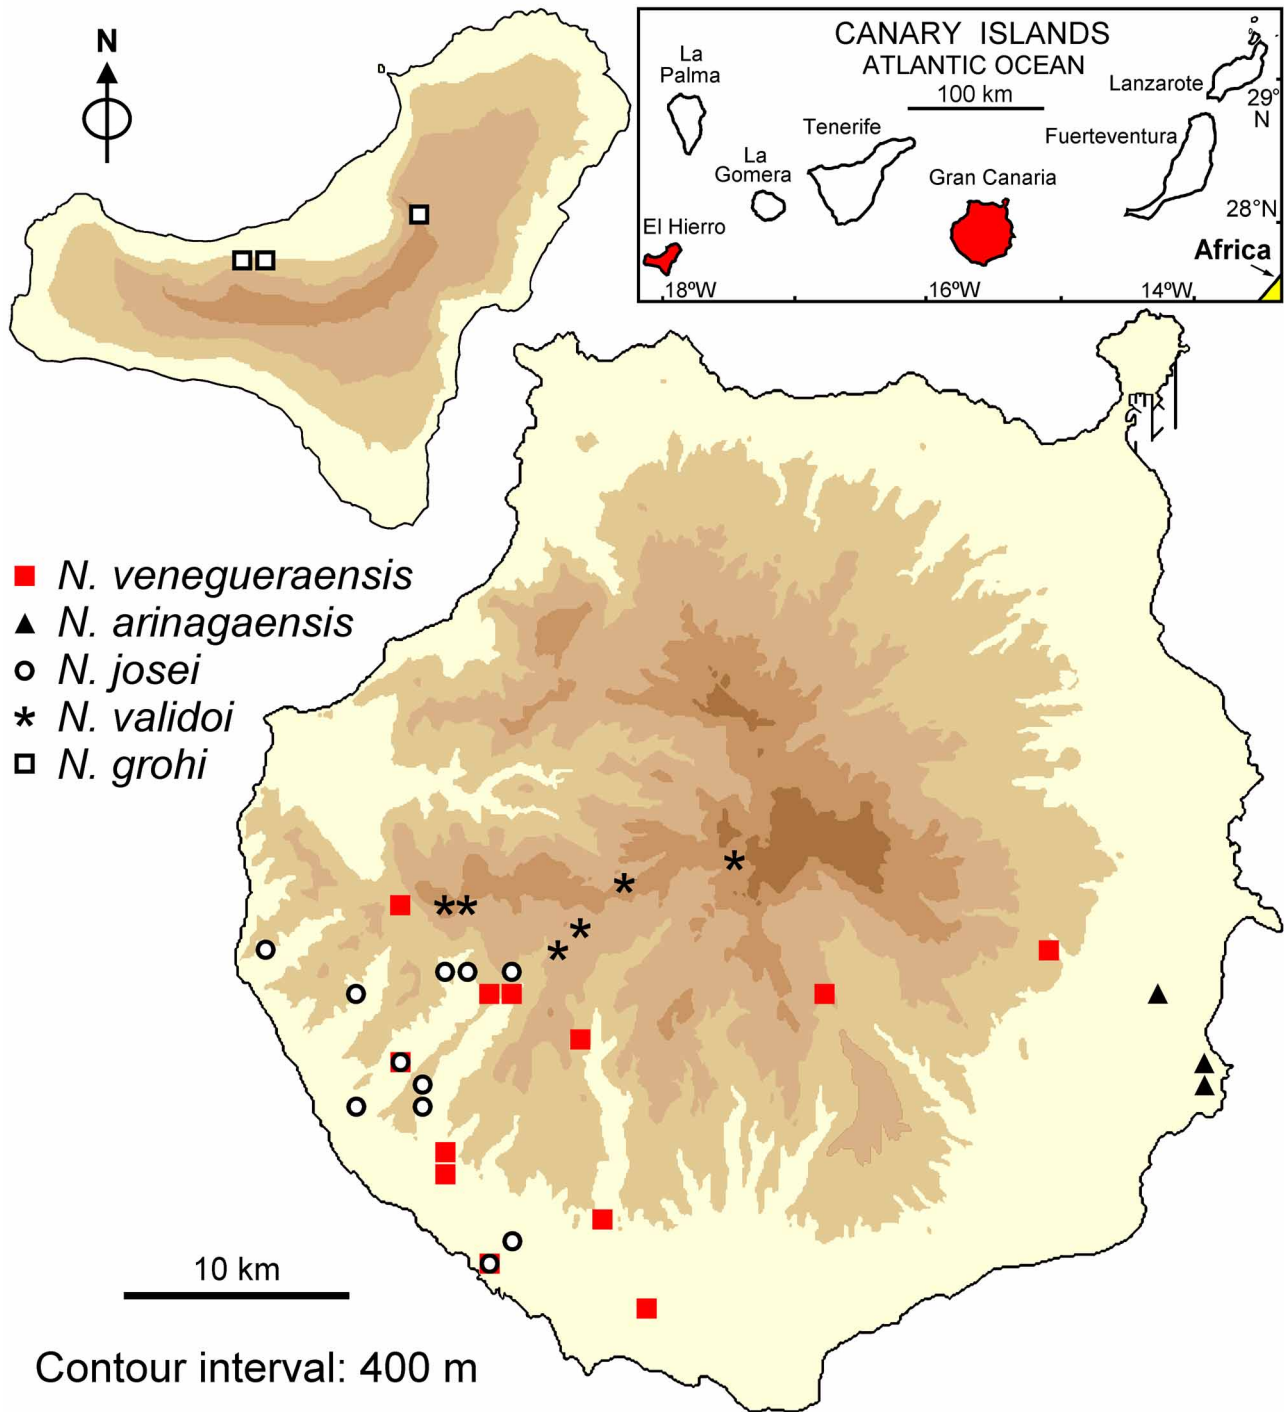 N
CANARY ISLANDS
ATLANTIC OCEAN
100 km
La
Palma
La
Gomera
Tenerife
Gran Canaria
El Hierro
Lanzarote
Fuerteventura
29°
N
28°N
Africa
18°W
16°W
14°W
N. venegueraensis
N. arinagaensis
N. josei
N. validoi
N. grohi
10 km
Contour interval: 400 m